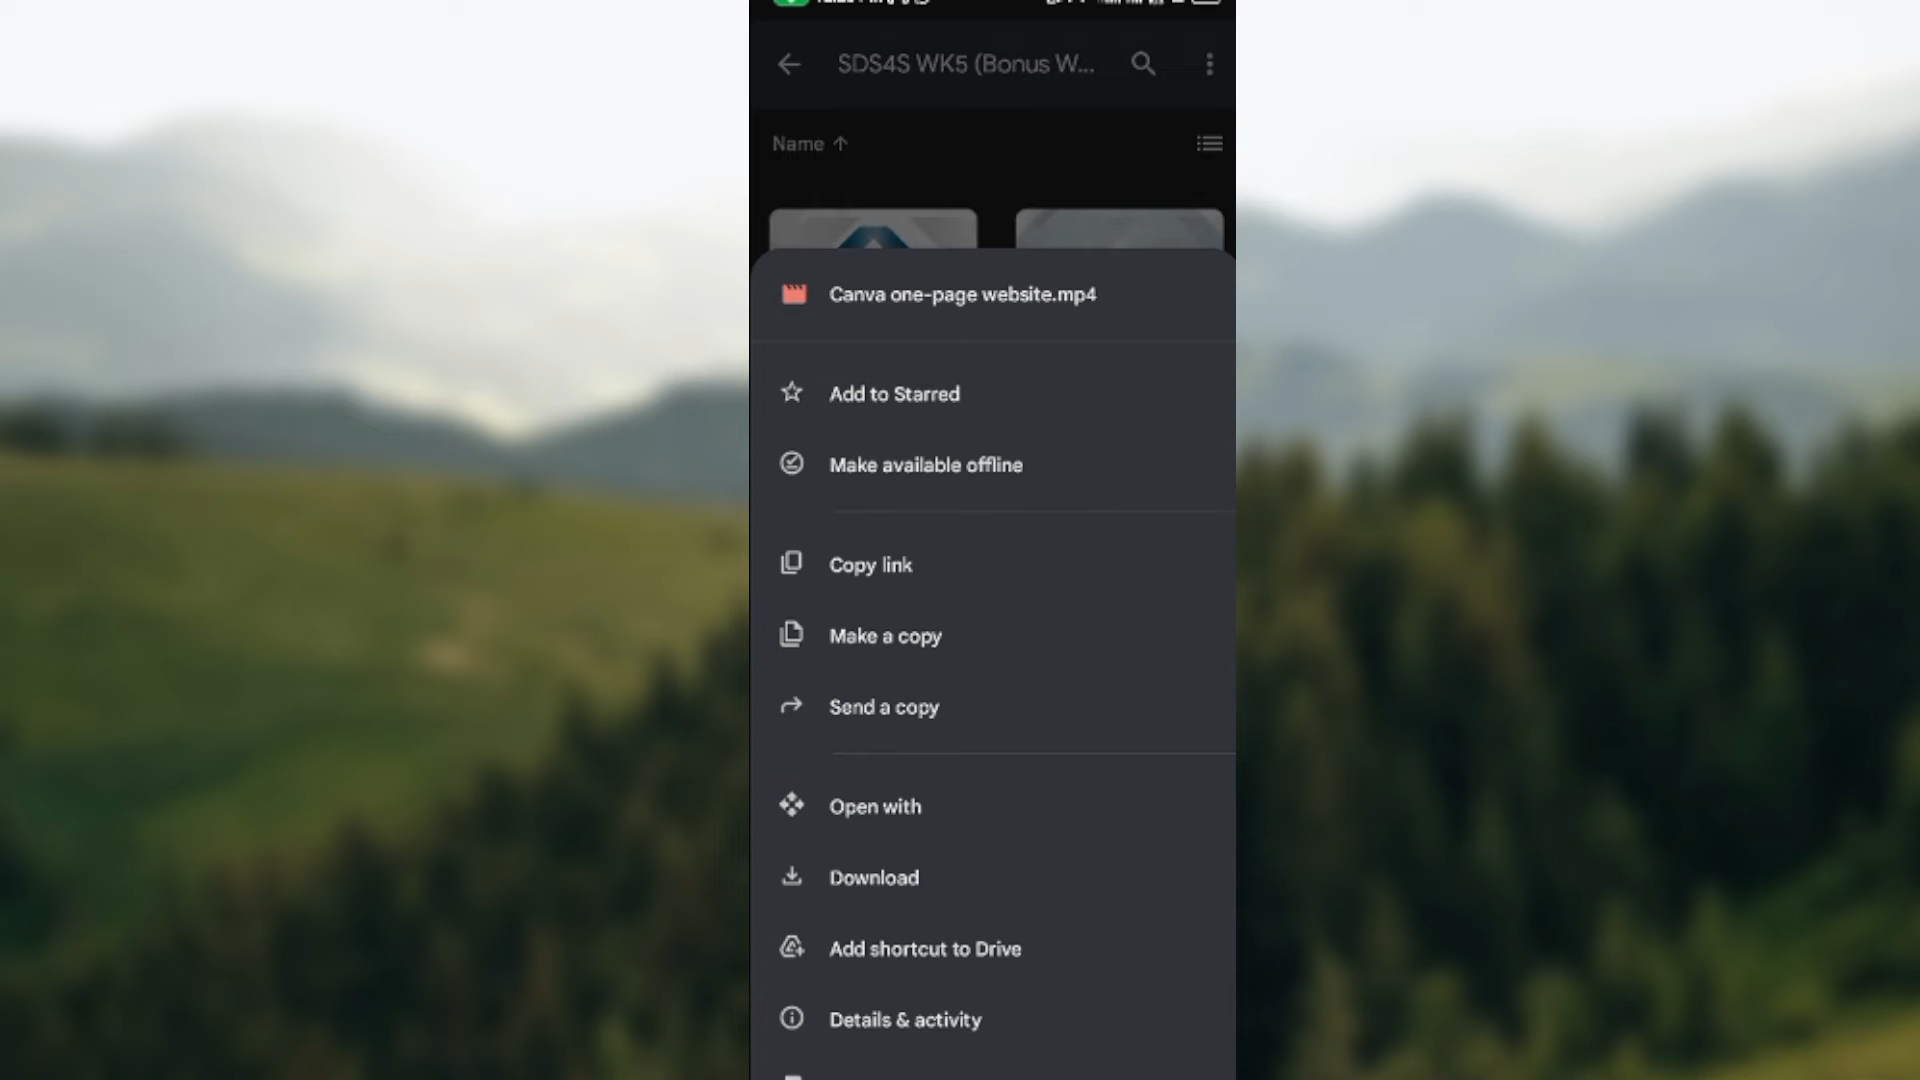 SDS4S WK5 (Bonus W...
Name
Canva one-page website.mp4
Add to Starred
Make available offline
Copy link
Make a copy
Send a copy
Open with
Download
Add shortcut to Drive
Details & activity